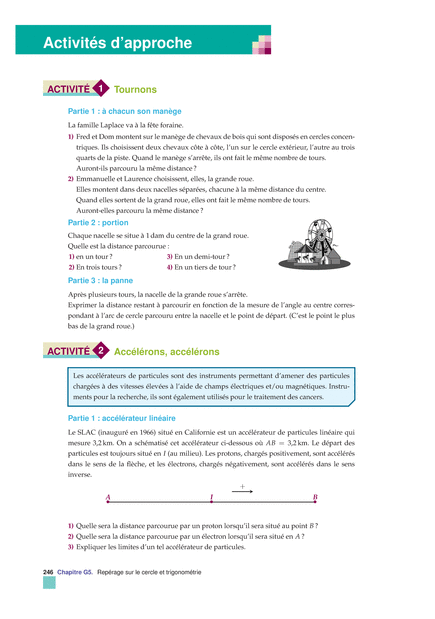 Activités d'approche
ACTIVITÉ 1 Tournons
Partie 1 : à chacun son manège
La famille Laplace va à la fête foraine.
1) Fred et Dom montent sur le manège de chevaux de bois qui sont disposés en cercles concen-
triques. Ils choisissent deux chevaux côte à côte, l'un sur le cercle extérieur, l'autre au trois
quarts de la piste. Quand le manège s'arrête, ils ont fait le même nombre de tours.
Auront-ils parcouru la même distance ?
2) Emmanuelle et Laurence choisissent, elles, la grande roue.
Elles montent dans deux nacelles séparées, chacune à la même distance du centre.
Quand elles sortent de la grand roue, elles ont fait le même nombre de tours.
Auront-elles parcouru la même distance ?
Partie 2 : portion
Chaque nacelle se situe à 1 dam du centre de la grand roue.
Quelle est la distance parcourue :
1) en un tour ? 3) En un demi-tour ?
2) En trois tours ? 4) En un tiers de tour ?
Partie 3 : la panne
Après plusieurs tours, la nacelle de la grande roue s'arrête.
Exprimer la distance restant à parcourir en fonction de la mesure de l'angle au centre corres-
pondant à l'arc de cercle parcouru entre la nacelle et le point de départ. (C'est le point le plus
bas de la grand roue.)
ACTIVITÉ 2 Accélérons, accélérons
Les accélérateurs de particules sont des instruments permettant d'amener des particules
chargées à des vitesses élevées à l'aide de champs électriques et/ou magnétiques. Instru-
ments pour la recherche, ils sont également utilisés pour le traitement des cancers.
Partie 1 : accélérateur linéaire
Le SLAC (inauguré en 1966) situé en Californie est un accélérateur de particules linéaire qui
mesure 3,2 km. On a schématisé cet accélérateur ci-dessous où AB = 3,2 km. Le départ des
particules est toujours situé en I (au milieu). Les protons, chargés positivement, sont accélérés
dans le sens de la flèche, et les électrons, chargés négativement, sont accélérés dans le sens
inverse.
+
A I B
1) Quelle sera la distance parcourue par un proton lorsqu'il sera situé au point B ?
2) Quelle sera la distance parcourue par un électron lorsqu'il sera situé en A ?
3) Expliquer les limites d'un tel accélérateur de particules.
246 Chapitre G5. Repérage sur le cercle et trigonométrie